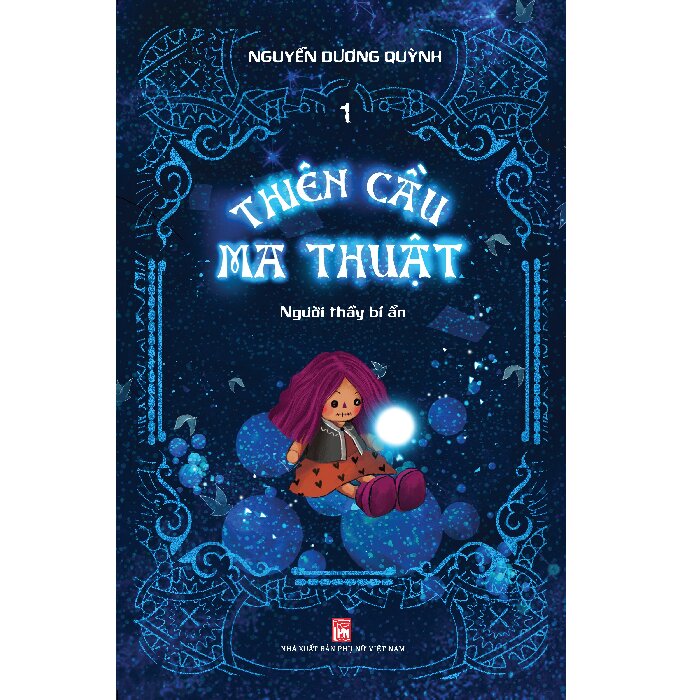 NGUYỄN DƯƠNG QUỲNH
1
THIÊN CẦU
MA THUẬT
Người thầy bí ẩn
NHÀ XUẤT BẢN PHỤ NỮ VIỆT NAM